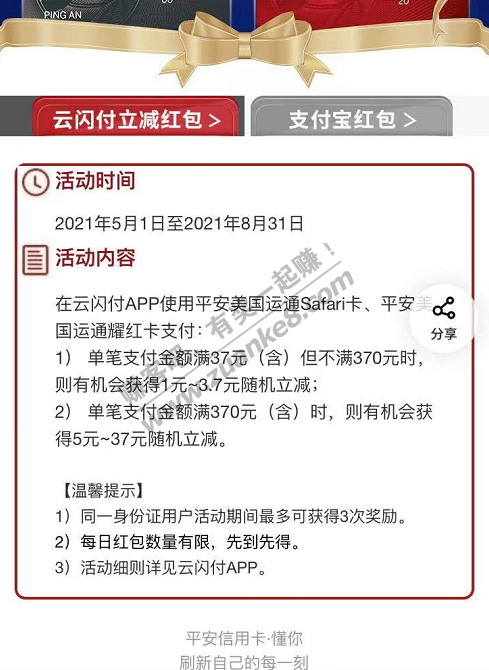 PING AN
00
20
云闪付立减红包 >
支付宝红包 >
活动时间
2021年5月1日至2021年8月31日
活动内容
在云闪付APP使用平安美国运通Safari卡、平安美
国运通耀红卡支付：
1） 单笔支付金额满37元（含）但不满370元时，
则有机会获得1元~3.7元随机立减；
2） 单笔支付金额满370元（含）时，则有机会获
得5元~37元随机立减。
分享
赚客吧，有奖一起赚！
www.zuanke8.com
【温馨提示】
1）同一身份证用户活动期间最多可获得3次奖励。
2）每日红包数量有限，先到先得。
3）活动细则详见云闪付APP。
平安信用卡·懂你
刷新自己的每一刻